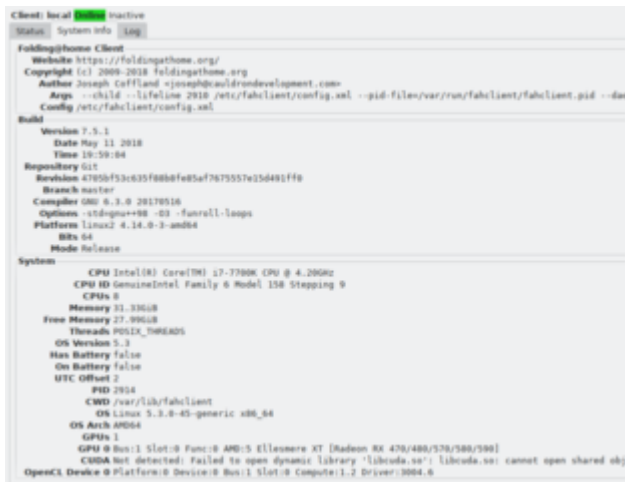 Client: local Online Inactive
Status System Info Log
Folding@home Client
Website https://foldingathome.org/
Copyright (c) 2009-2018 foldingathome.org
Author Joseph Coffland <joseph@cauldrondevelopment.com>
Args --child --lifeline 2910 /etc/fahclient/config.xml --pid-file=/var/run/fahclient/fahclient.pid --dae
Config /etc/fahclient/config.xml
Build
Version 7.5.1
Date May 11 2018
Time 19:59:04
Repository Git
Revision 4705bf53c635f88b8fe85af7675557e15d491ff0
Branch master
Compiler GNU 6.3.0 20170516
Options -std=gnu++98 -O3 -funroll-loops
Platform linux2 4.14.0-3-amd64
Bits 64
Mode Release
System
CPU Intel(R) Core(TM) i7-7700K CPU @ 4.20GHz
CPU ID GenuineIntel Family 6 Model 158 Stepping 9
CPUs 8
Memory 31.33GiB
Free Memory 27.99GiB
Threads POSIX_THREADS
OS Version 5.3
Has Battery false
On Battery false
UTC Offset 2
PID 2914
CWD /var/lib/fahclient
OS Linux 5.3.0-45-generic x86_64
OS Arch AMD64
GPUs 1
GPU 0 Bus:1 Slot:0 Func:0 AMD:5 Ellesmere XT [Radeon RX 470/480/570/580/590]
CUDA Not detected: Failed to open dynamic library 'libcuda.so': libcuda.so: cannot open shared obj
OpenCL Device 0 Platform:0 Device:0 Bus:1 Slot:0 Compute:1.2 Driver:3004.6